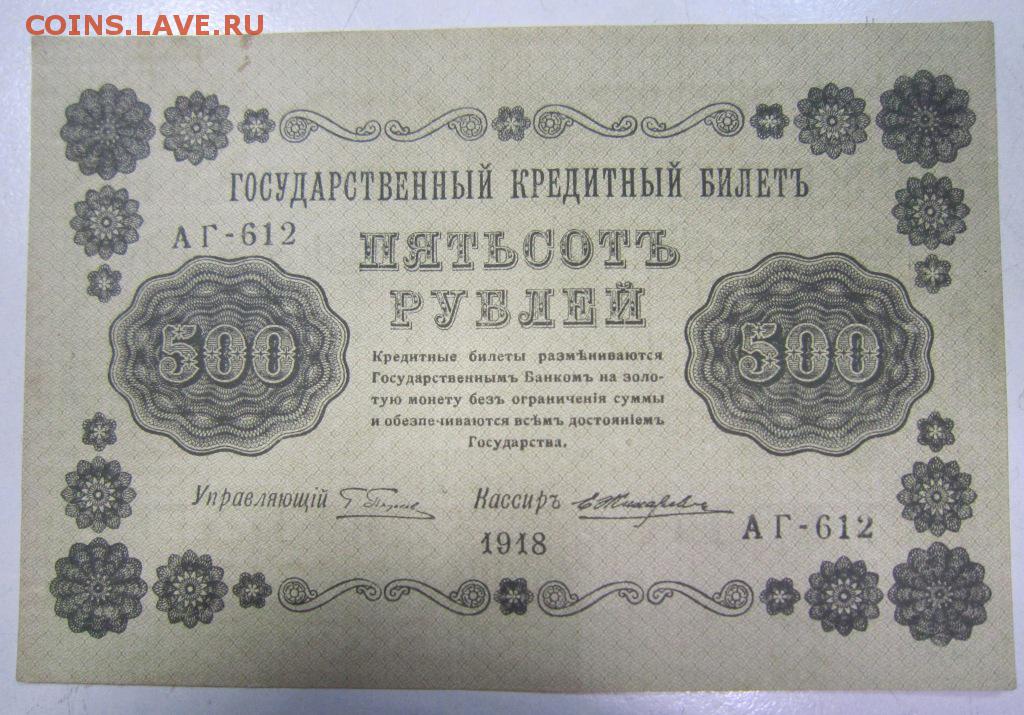 COINS.LAVE.RU
ГОСУДАРСТВЕННЫЙ КРЕДИТНЫЙ БИЛЕТЪ
АГ-612
ПЯТЬСОТЪ
РУБЛЕЙ
500
500
Кредитные билеты размѣниваются
Государственнымъ Банкомъ на золо-
тую монету безъ ограниченія суммы
и обезпечиваются всѣмъ достояніемъ
Государства.
Управляющій
Кассиръ
1918
АГ-612